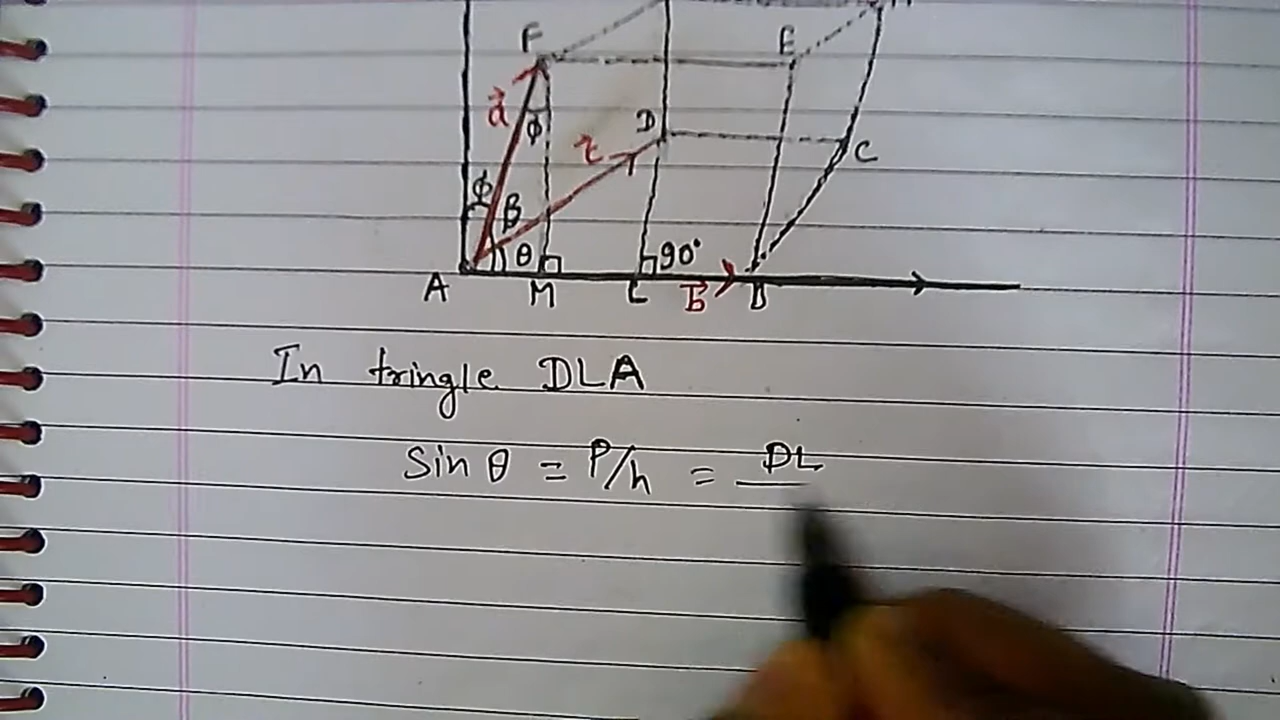 F E
a⃗ ϕ D
c C
ϕ β
θ 90°
A M L b⃗ B
In tringle DLA
Sin θ = P/h = DL